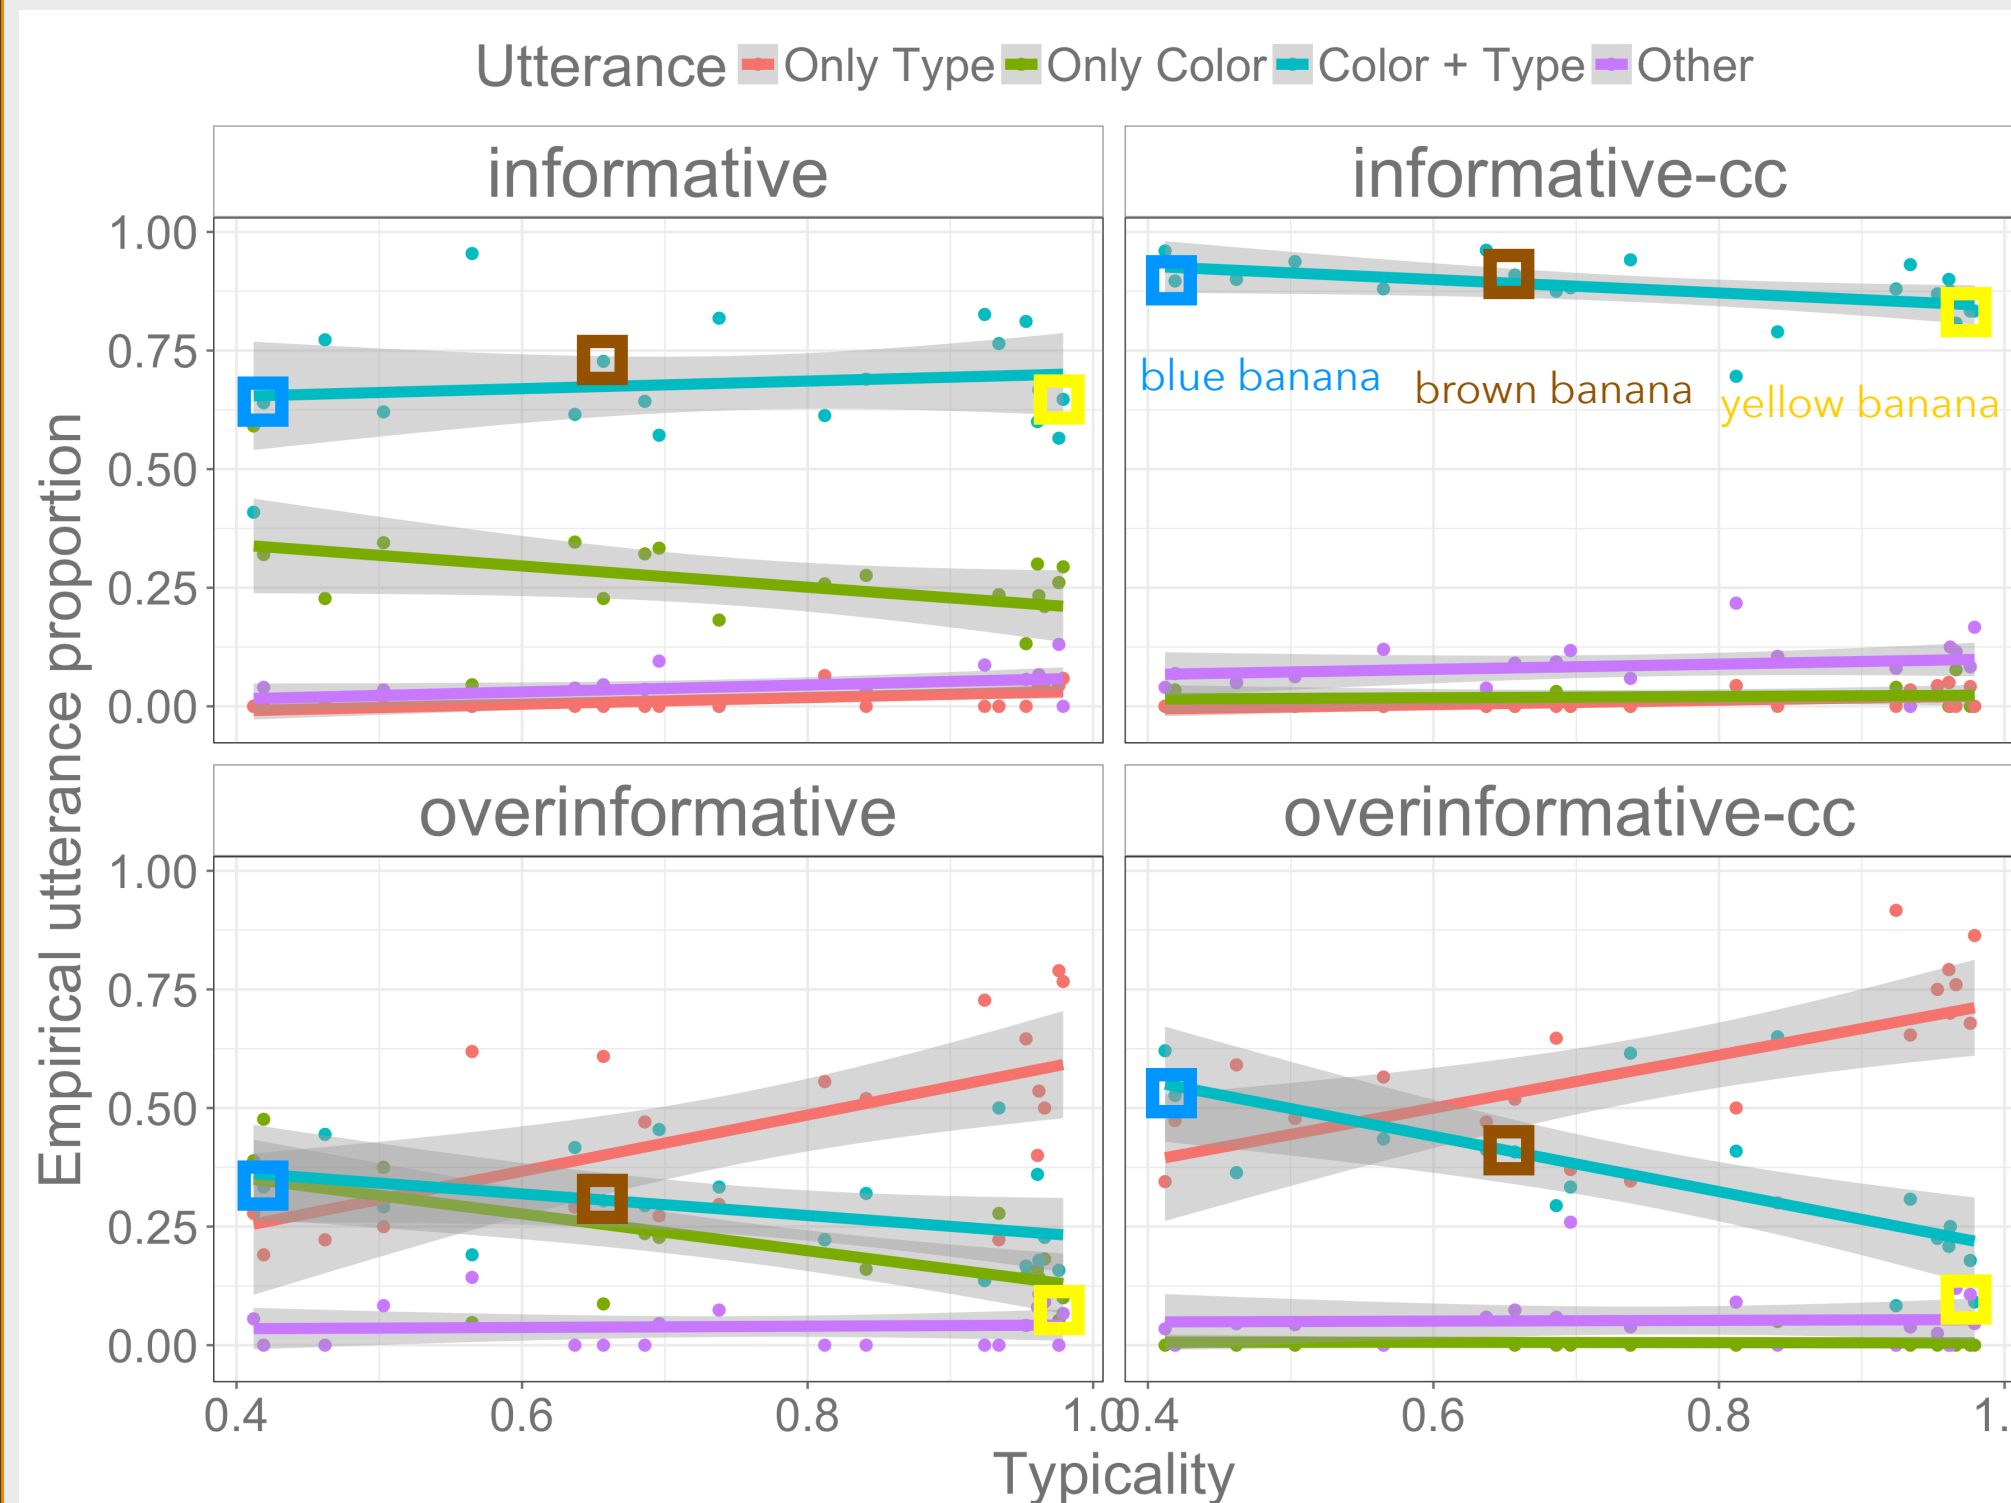 Utterance Only Type Only Color Color + Type Other
informative informative-cc
1.00
0.75
0.50
0.25
0.00
blue banana brown banana yellow banana
Empirical utterance proportion
overinformative overinformative-cc
1.00
0.75
0.50
0.25
0.00
0.4 0.6 0.8 1.0 0.4 0.6 0.8 1.
Typicality